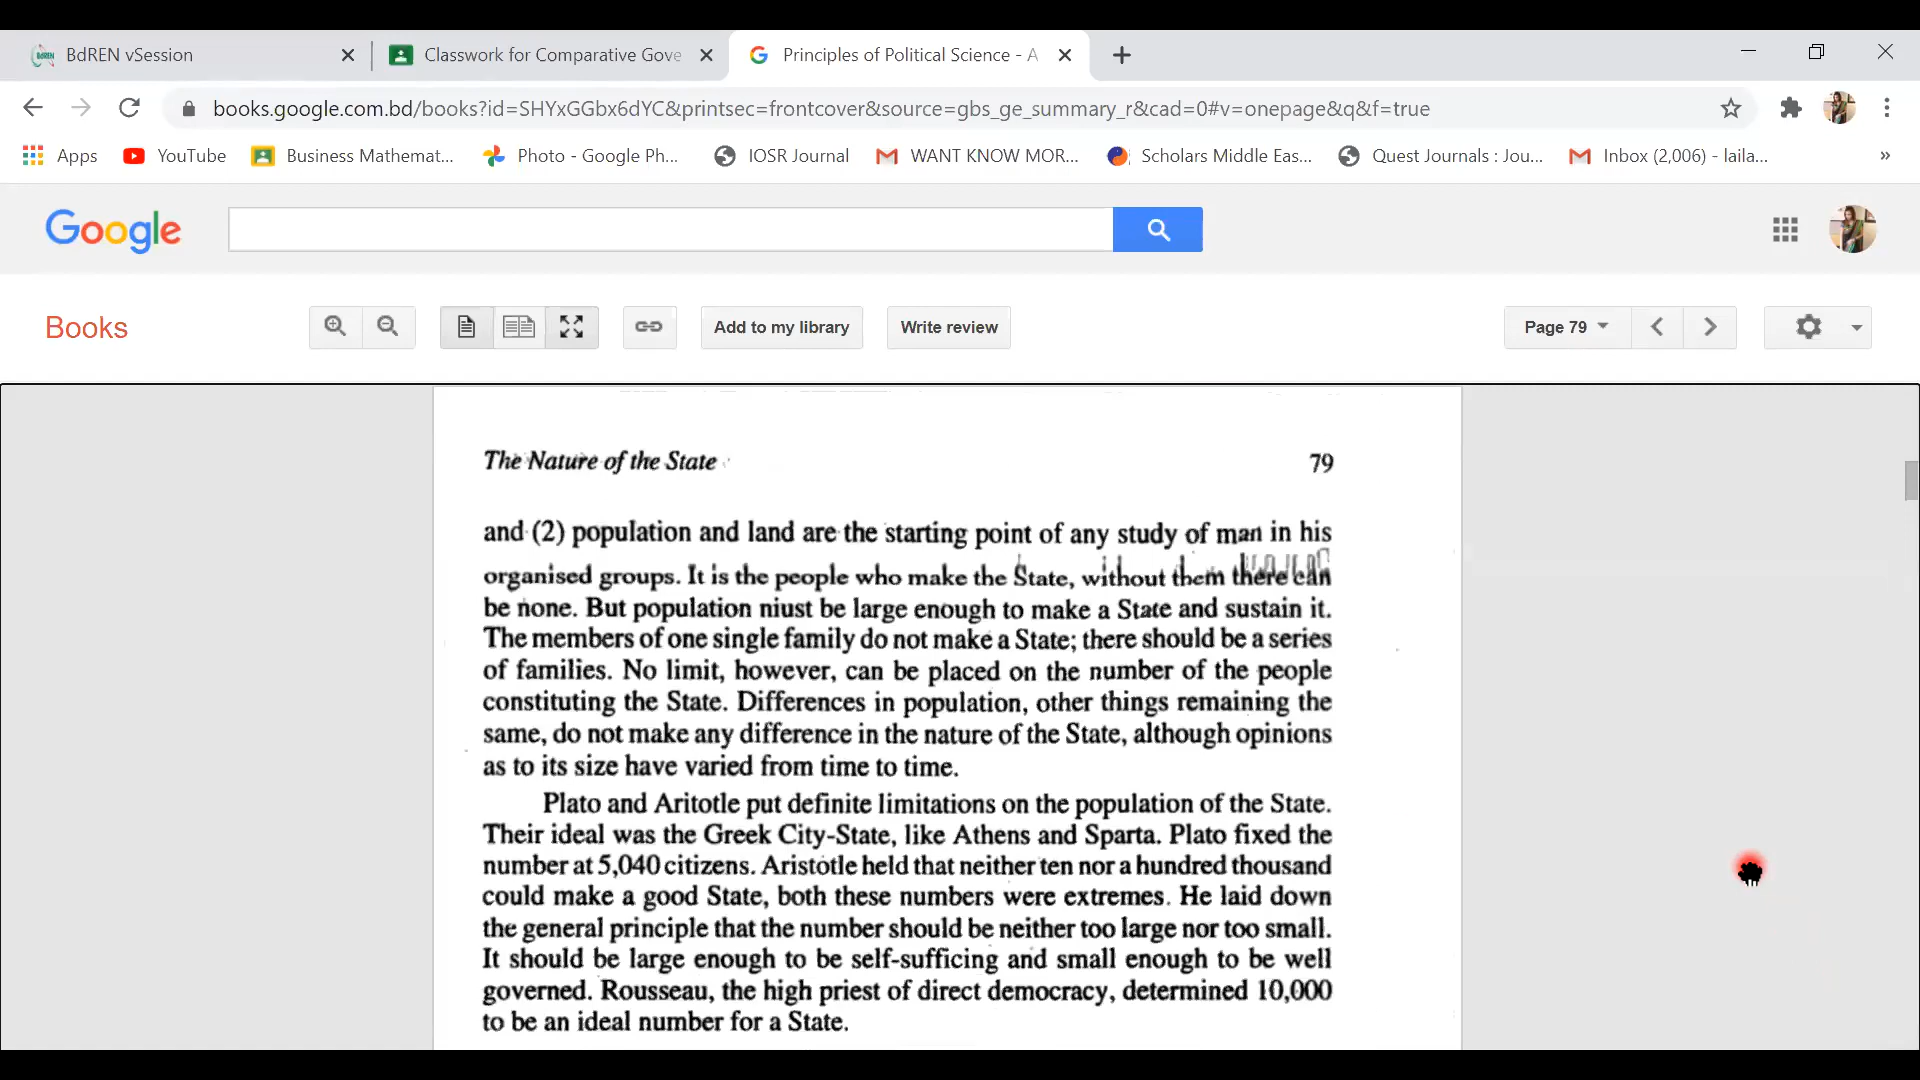 BdREN vSession
Classwork for Comparative Gove
Principles of Political Science - A
books.google.com.bd/books?id=SHYxGGbx6dYC&printsec=frontcover&source=gbs_ge_summary_r&cad=0#v=onepage&q&f=true
Apps YouTube Business Mathemat... Photo - Google Ph... IOSR Journal WANT KNOW MOR... Scholars Middle Eas... Quest Journals : Jou... Inbox (2,006) - laila... »
Google
Books Add to my library Write review Page 79
The Nature of the State 79
and (2) population and land are the starting point of any study of man in his
organised groups. It is the people who make the State, without them there can
be none. But population niust be large enough to make a State and sustain it.
The members of one single family do not make a State; there should be a series
of families. No limit, however, can be placed on the number of the people
constituting the State. Differences in population, other things remaining the
same, do not make any difference in the nature of the State, although opinions
as to its size have varied from time to time.
Plato and Aritotle put definite limitations on the population of the State.
Their ideal was the Greek City-State, like Athens and Sparta. Plato fixed the
number at 5,040 citizens. Aristotle held that neither ten nor a hundred thousand
could make a good State, both these numbers were extremes. He laid down
the general principle that the number should be neither too large nor too small.
It should be large enough to be self-sufficing and small enough to be well
governed. Rousseau, the high priest of direct democracy, determined 10,000
to be an ideal number for a State.